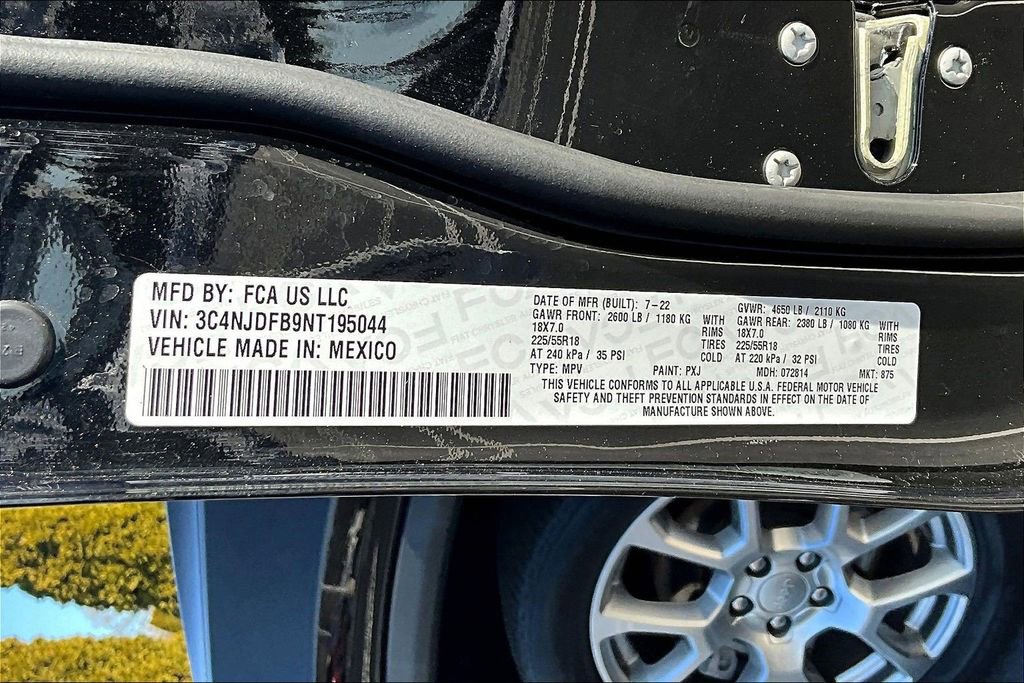 MFD BY: FCA US LLC
VIN: 3C4NJDFB9NT195044
VEHICLE MADE IN: MEXICO
DATE OF MFR (BUILT): 7-22
GVWR: 4650 LB / 2110 KG
GAWR FRONT: 2600 LB / 1180 KG WITH
GAWR REAR: 2380 LB / 1080 KG WITH
18X7.0 RIMS
18X7.0 RIMS
225/55R18 TIRES
225/55R18 TIRES
AT 240 kPa / 35 PSI COLD
AT 220 kPa / 32 PSI COLD
TYPE: MPV PAINT: PXJ MDH: 072814 MKT: 875
THIS VEHICLE CONFORMS TO ALL APPLICABLE U.S.A. FEDERAL MOTOR VEHICLE
SAFETY AND THEFT PREVENTION STANDARDS IN EFFECT ON THE DATE OF
MANUFACTURE SHOWN ABOVE.
Jeep